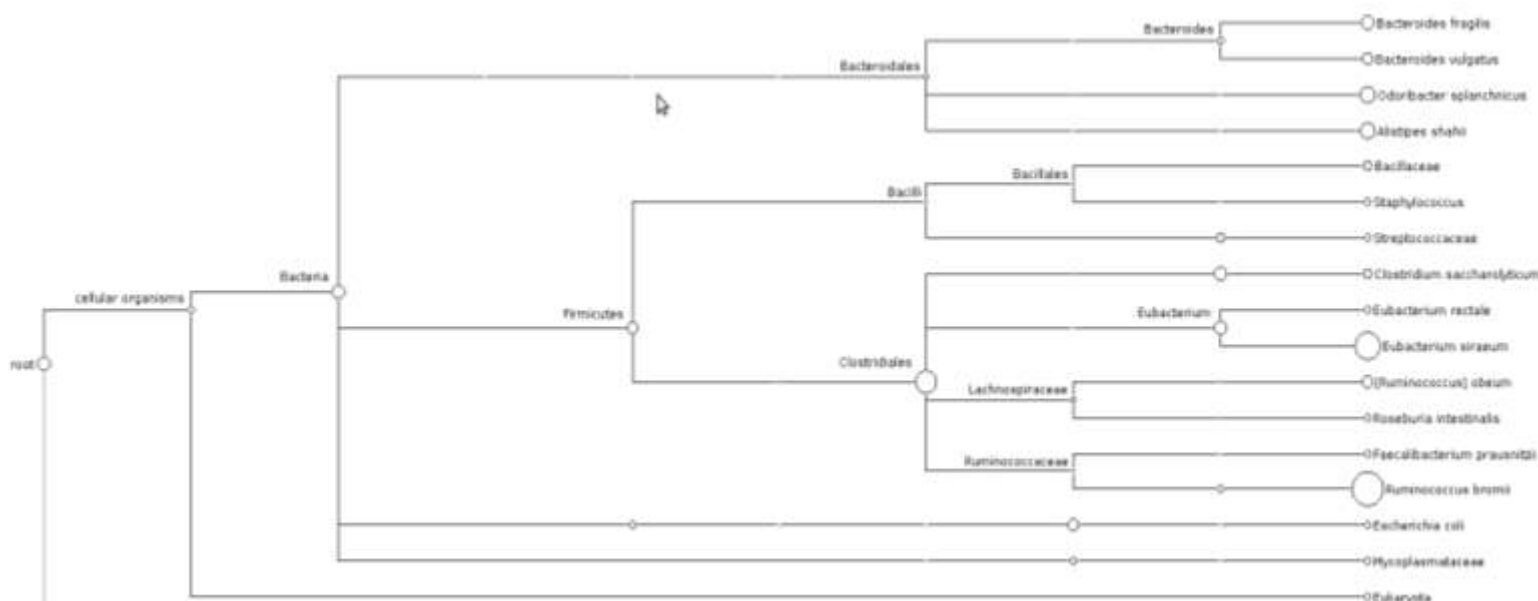 Bacteroides fragilis
Bacteroides
Bacteroides vulgatus
Bacteroidales
Odoribacter splanchnicus
Alistipes shahii
Bacillaceae
Bacillales
Bacilli
Staphylococcus
Streptococcaceae
Bacteria
Clostridium saccharolyticum
cellular organisms
Firmicutes
Eubacterium
Eubacterium rectale
Eubacterium siraeum
root
Clostridiales
[Ruminococcus] obeum
Lachnospiraceae
Roseburia intestinalis
Faecalibacterium prausnitzii
Ruminococcaceae
Ruminococcus bromii
Escherichia coli
Mycoplasmataceae
Eukaryota